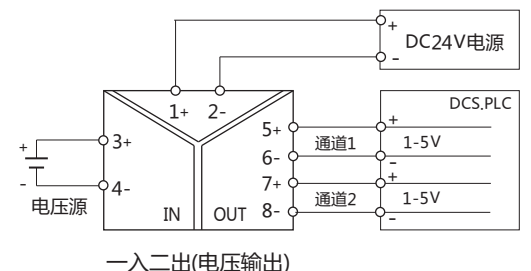 +
DC24V电源
-
DCS.PLC
1+ 2-
+ 3+
5+ 通道1 + 1-5V
6- -
- 4-
7+ 通道2 + 1-5V
电压源
IN OUT 8- -
一入二出(电压输出)